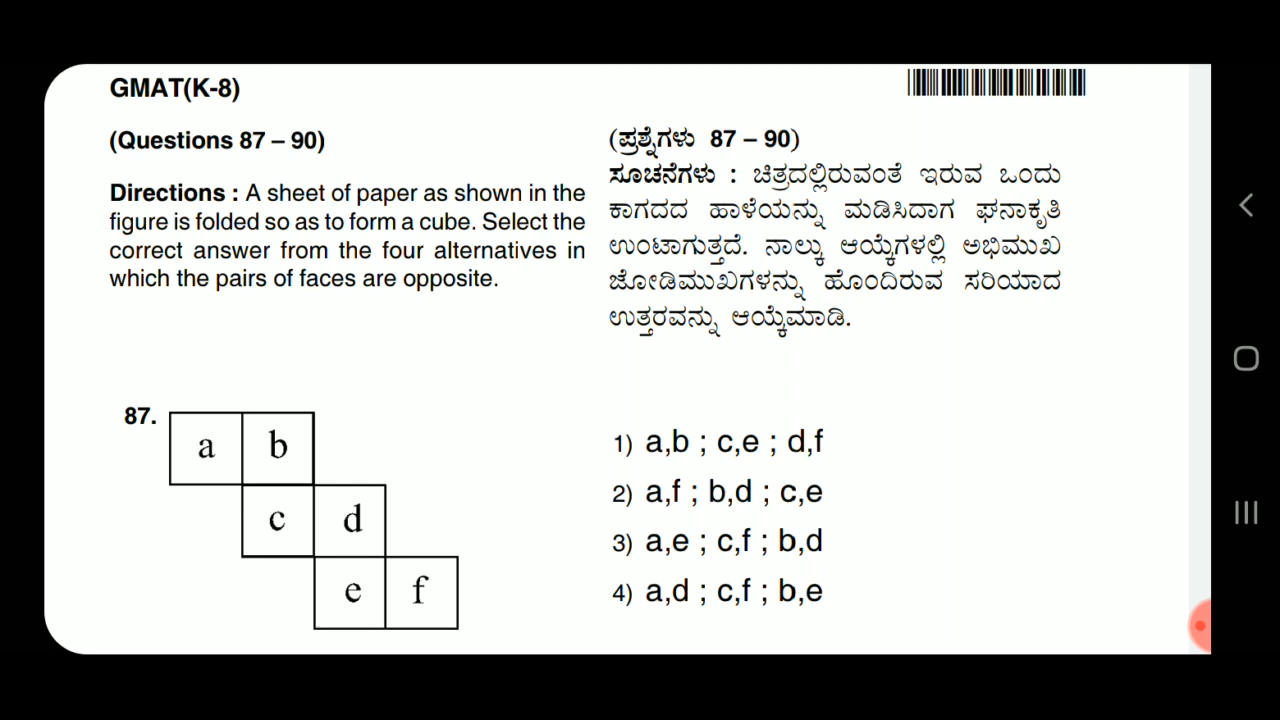 GMAT(K-8)
(Questions 87 – 90)
Directions : A sheet of paper as shown in the
figure is folded so as to form a cube. Select the
correct answer from the four alternatives in
which the pairs of faces are opposite.
(ಪ್ರಶ್ನೆಗಳು 87 – 90)
ಸೂಚನೆಗಳು : ಚಿತ್ರದಲ್ಲಿರುವಂತೆ ಇರುವ ಒಂದು
ಕಾಗದದ ಹಾಳೆಯನ್ನು ಮಡಿಸಿದಾಗ ಘನಾಕೃತಿ
ಉಂಟಾಗುತ್ತದೆ. ನಾಲ್ಕು ಆಯ್ಕೆಗಳಲ್ಲಿ ಅಭಿಮುಖ
ಜೋಡಿಮುಖಗಳನ್ನು ಹೊಂದಿರುವ ಸರಿಯಾದ
ಉತ್ತರವನ್ನು ಆಯ್ಕೆಮಾಡಿ.
87.
a b
c d
e f
1) a,b ; c,e ; d,f
2) a,f ; b,d ; c,e
3) a,e ; c,f ; b,d
4) a,d ; c,f ; b,e